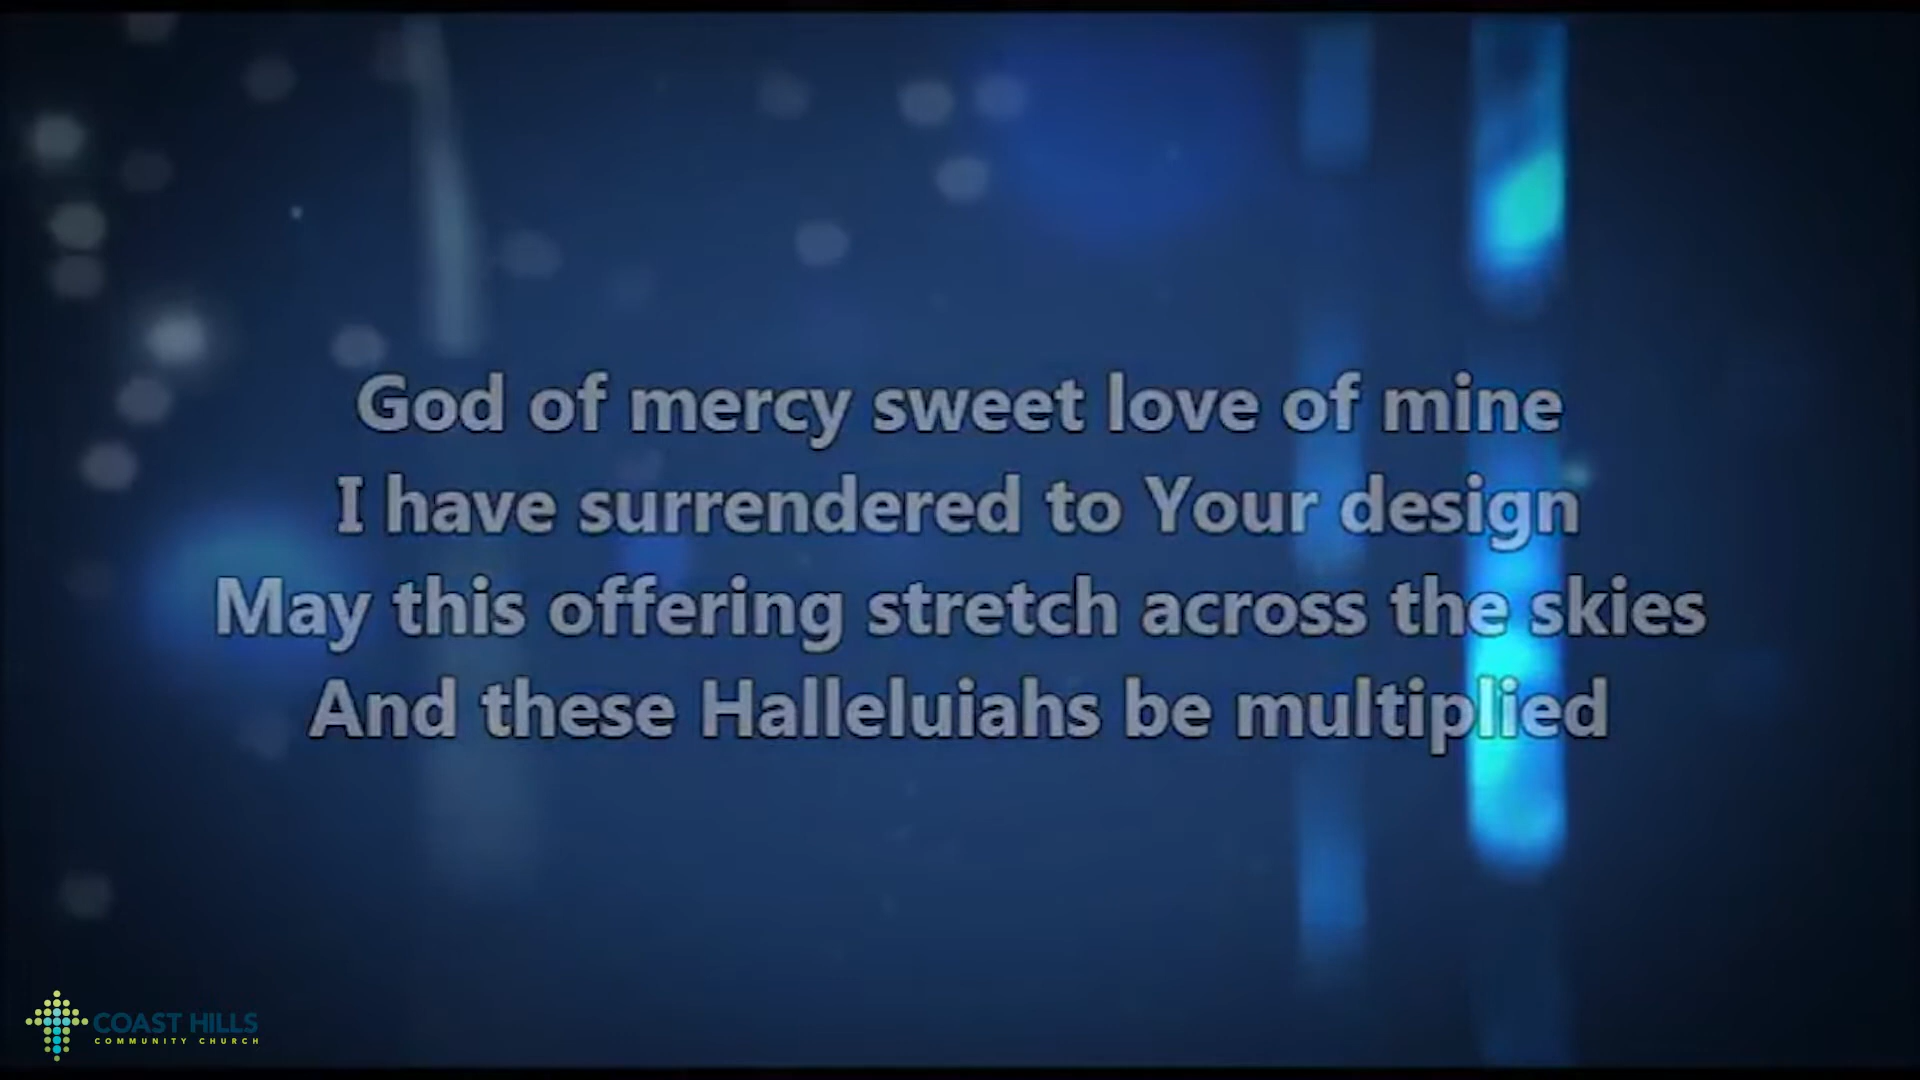 God of mercy sweet love of mine
I have surrendered to Your design
May this offering stretch across the skies
And these Halleluiahs be multiplied
COAST HILLS
COMMUNITY CHURCH